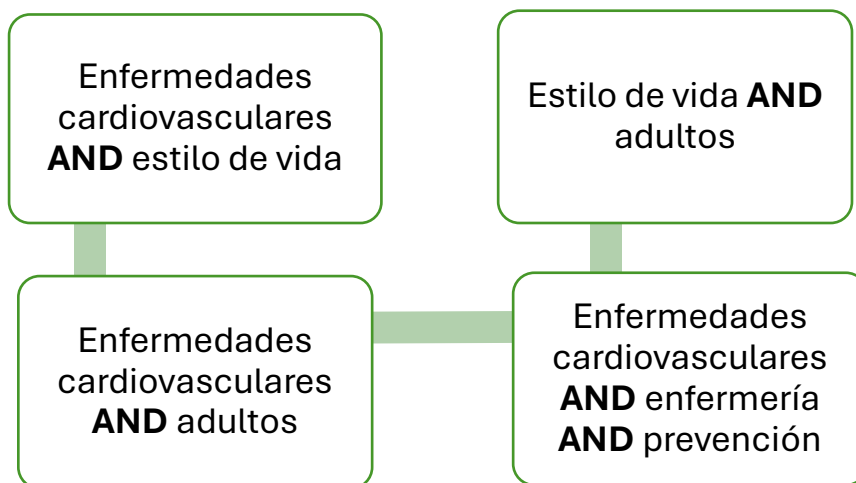 Enfermedades
cardiovasculares
AND estilo de vida
Enfermedades
cardiovasculares
AND adultos
Enfermedades
cardiovasculares
AND enfermería
AND prevención
Estilo de vida AND
adultos